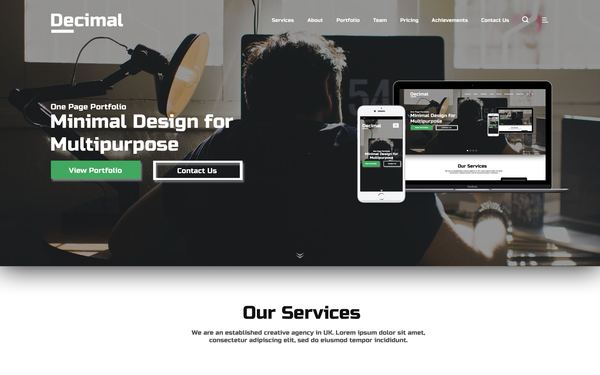 Decimal
Services About Portfolio Team Pricing Achievements Contact Us
One Page Portfolio
Minimal Design for
Multipurpose
View Portfolio Contact Us
54
Decimal
Minimal Design for
Multipurpose
Decimal
Minimal Design for
Multipurpose
Our Services
Our Services
We are an established creative agency in UK. Lorem ipsum dolor sit amet,
consectetur adipiscing elit, sed do eiusmod tempor incididunt.